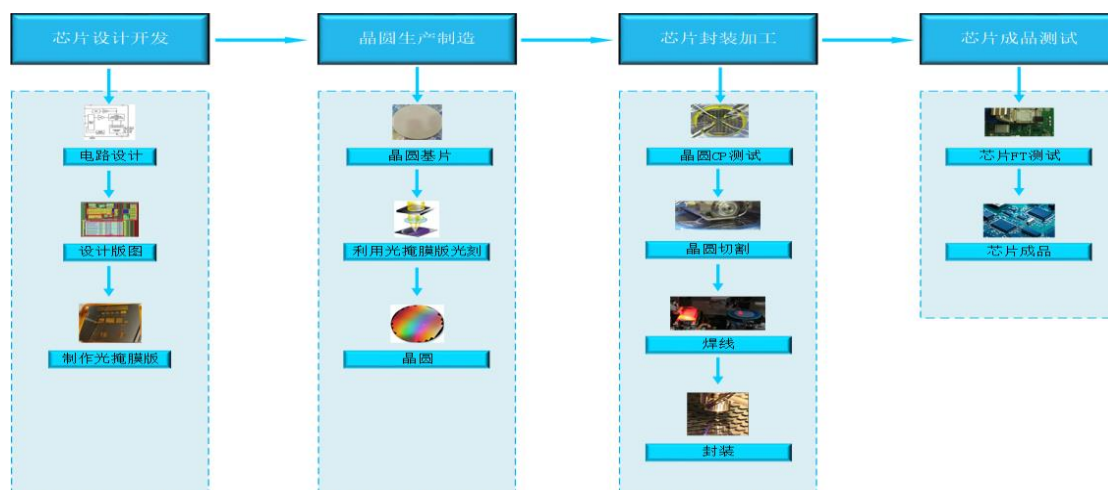 芯片设计开发
晶圆生产制造
芯片封装加工
芯片成品测试
电路设计
设计版图
制作光掩膜版
晶圆基片
利用光掩膜版光刻
晶圆
晶圆CP测试
晶圆切割
焊线
封装
芯片FT测试
芯片成品